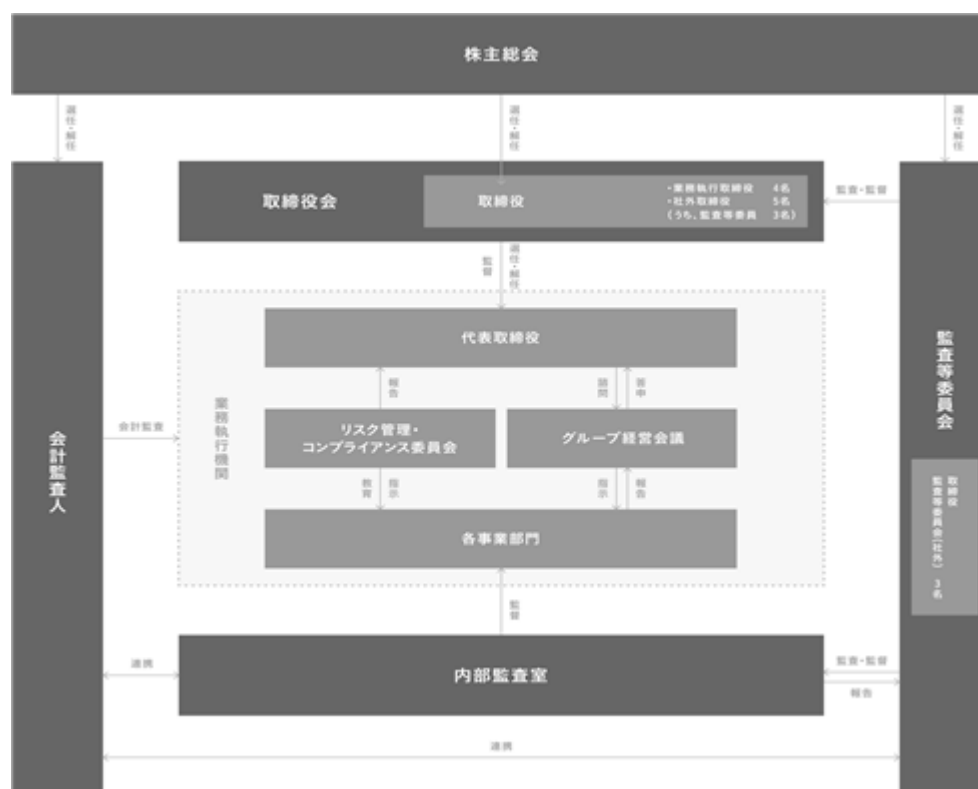 株主総会
選任・解任
選任・解任
選任・解任
取締役会
取締役
・業務執行取締役 4名
・社外取締役 5名
(うち、監査等委員 3名)
監査・監督
監督
選任・解任
業務執行機関
代表取締役
報告
諮問
答申
会計監査
リスク管理・
コンプライアンス委員会
グループ経営会議
教育
指示
指示
報告
各事業部門
監督
会計監査人
監査等委員会
取締役
監査等委員会(社外) 3名
内部監査室
連携
監査・監督
報告
連携